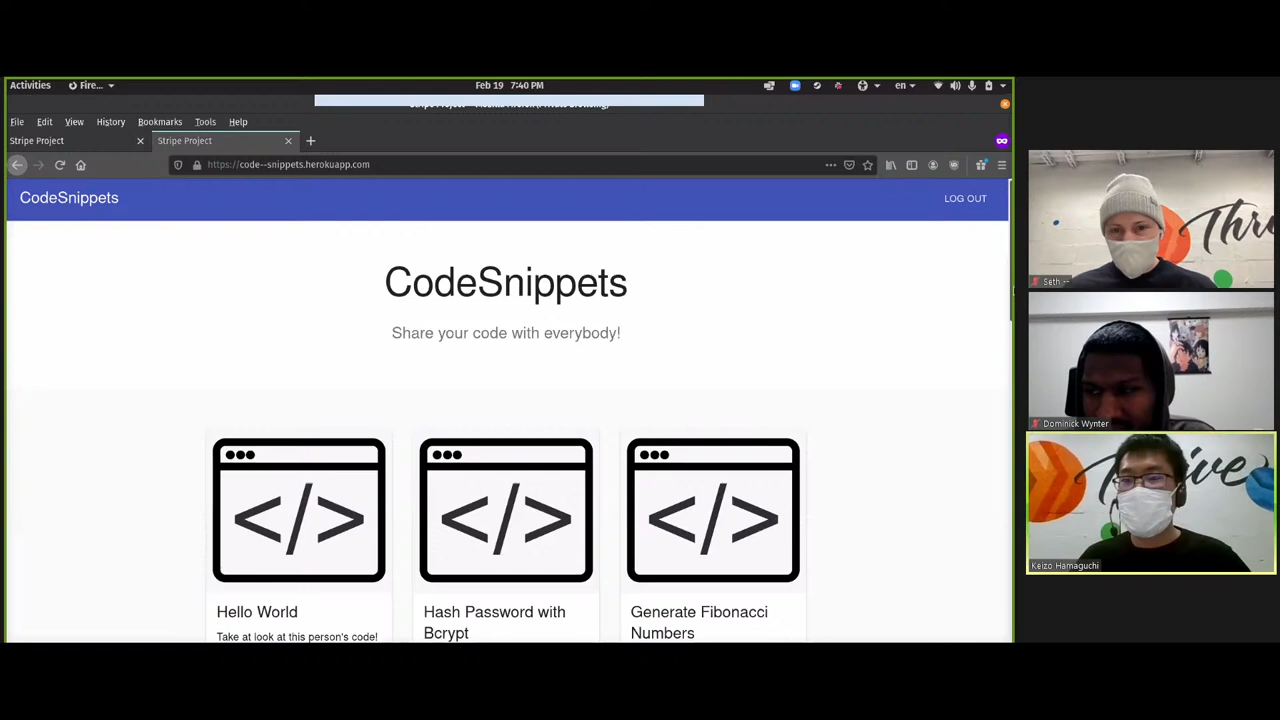 Activities
Fire...
Feb 19 7:40 PM
en
File Edit View History Bookmarks Tools Help
Stripe Project
Stripe Project
https://code--snippets.herokuapp.com
CodeSnippets
LOG OUT
CodeSnippets
Share your code with everybody!
</>
</>
</>
Hello World
Take at look at this person's code!
Hash Password with
Bcrypt
Generate Fibonacci
Numbers
Thri
Seth --
Dominick Wynter
Thrive
Keizo Hamaguchi